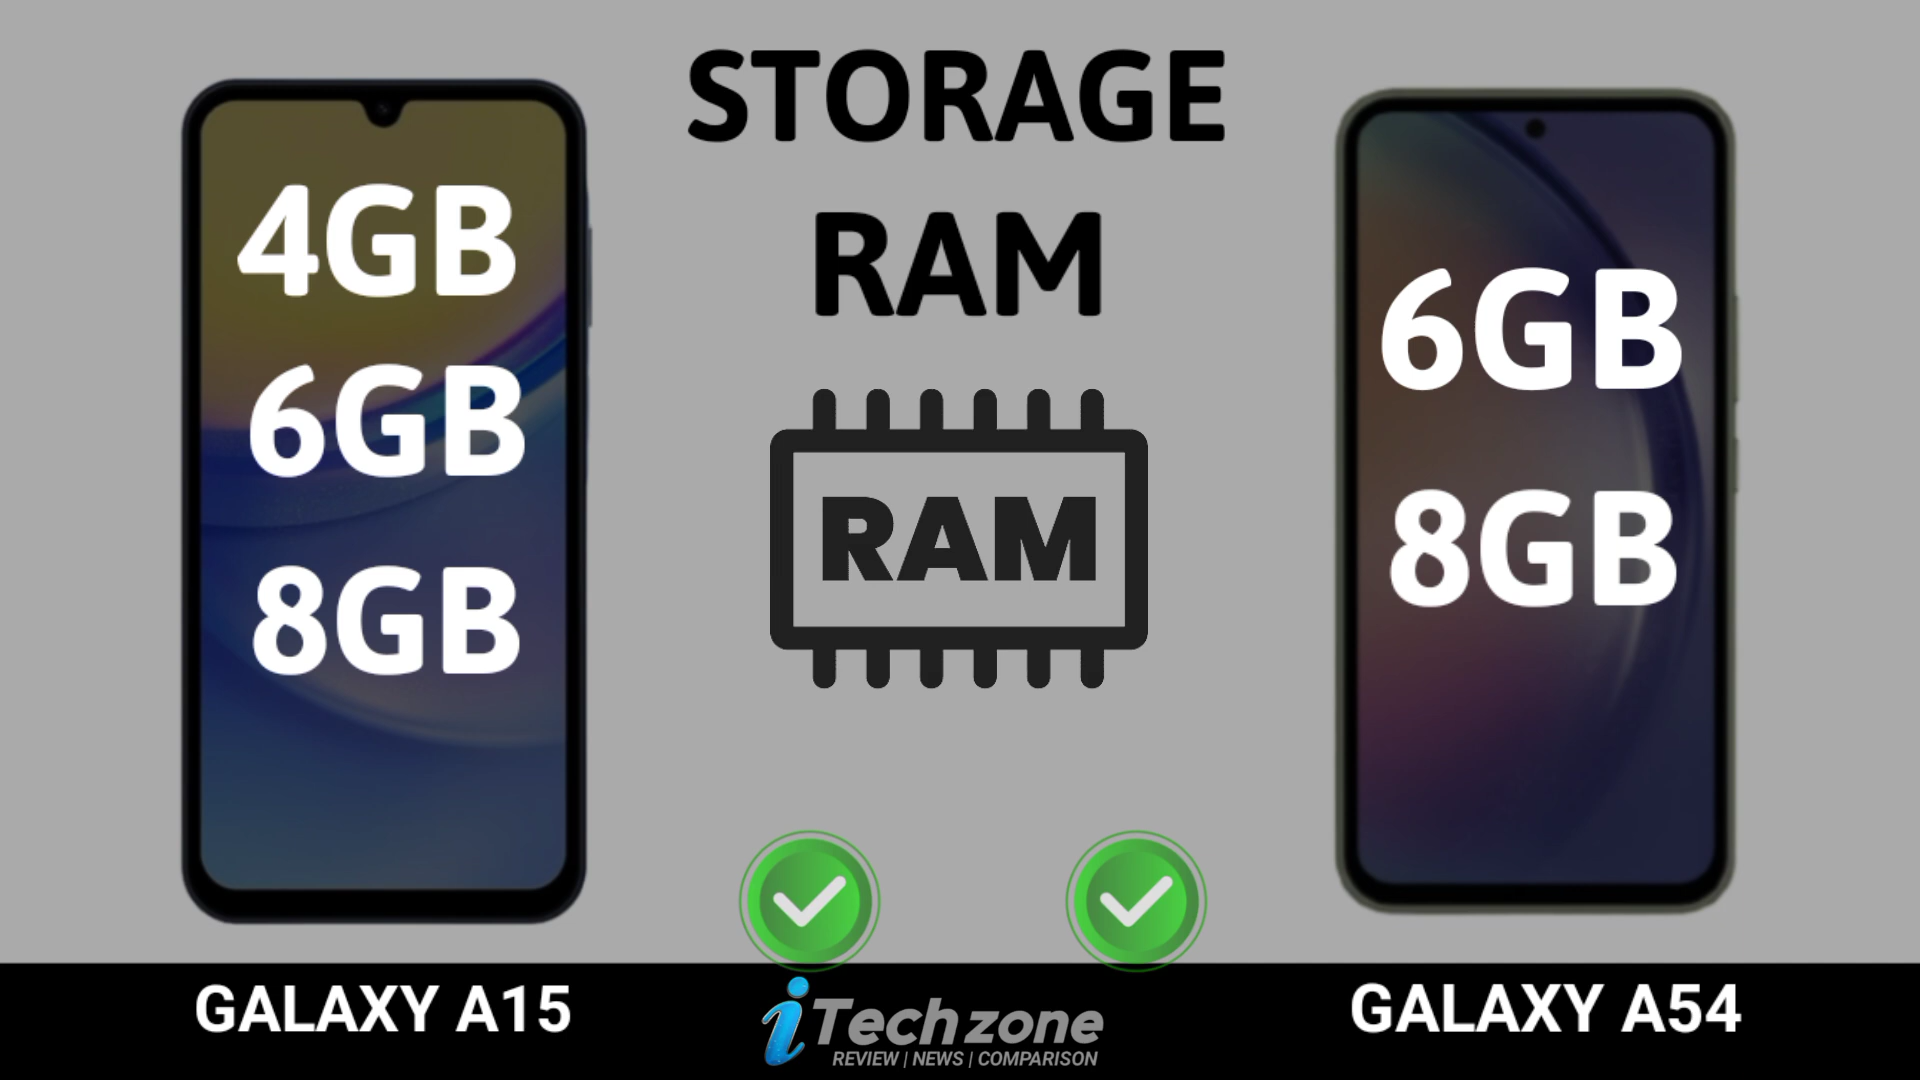 STORAGE
RAM
4GB
6GB
8GB
RAM
6GB
8GB
GALAXY A15
iTechzone
REVIEW | NEWS | COMPARISON
GALAXY A54